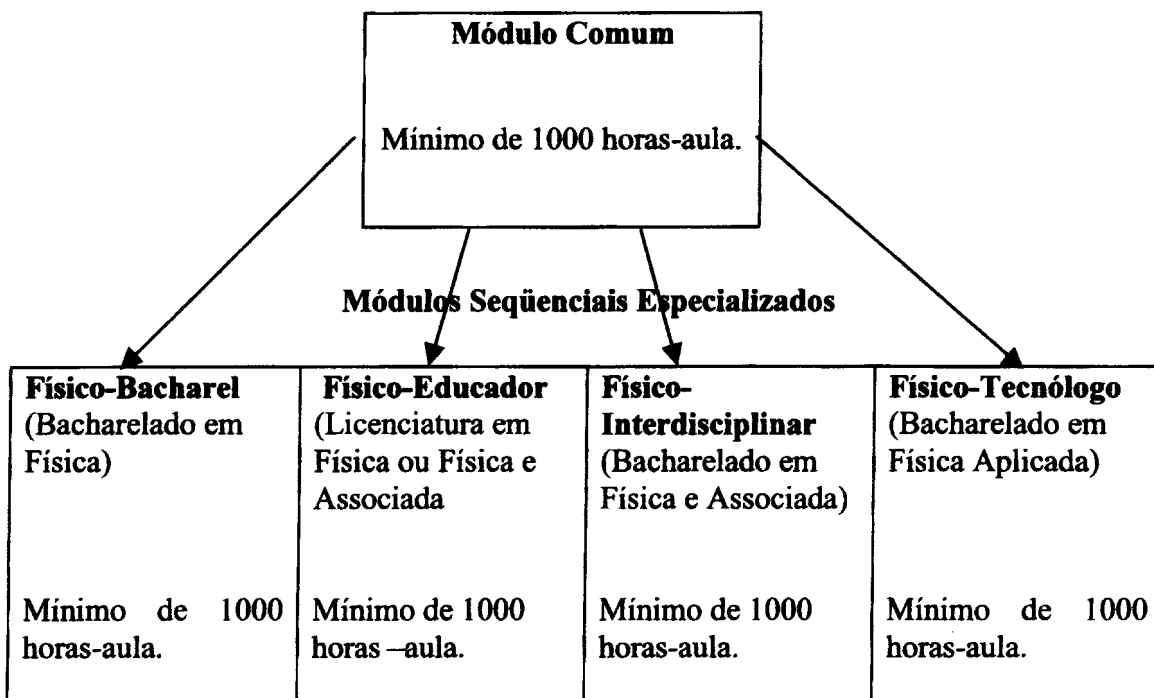 Módulo Comum
Mínimo de 1000 horas-aula.
Módulos Seqüenciais Especializados
Físico-Bacharel
(Bacharelado em
Física)
Mínimo de 1000
horas-aula.
Físico-Educador
(Licenciatura em
Física ou Física e
Associada
Mínimo de 1000
horas –aula.
Físico-
Interdisciplinar
(Bacharelado em
Física e Associada)
Mínimo de 1000
horas-aula.
Físico-Tecnólogo
(Bacharelado em
Física Aplicada)
Mínimo de 1000
horas-aula.